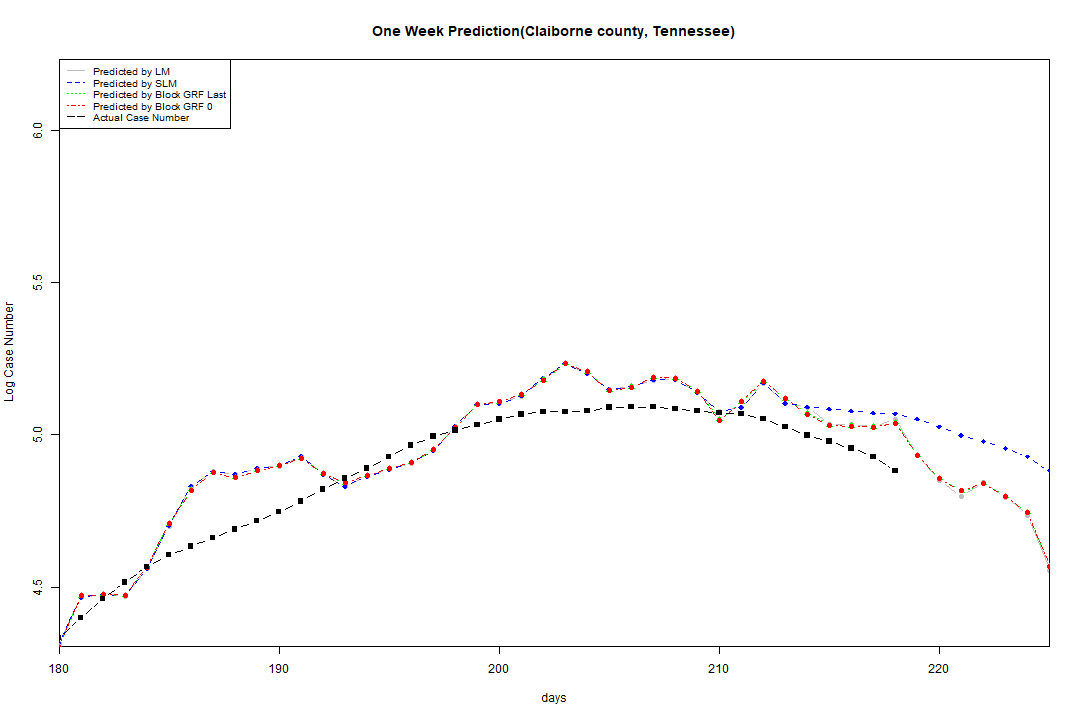 One Week Prediction(Claiborne county, Tennessee)
Predicted by LM
Predicted by SLM
Predicted by Block GRF Last
Predicted by Block GRF 0
Actual Case Number
6.0
5.5
5.0
4.5
Log Case Number
180 190 200 210 220
days